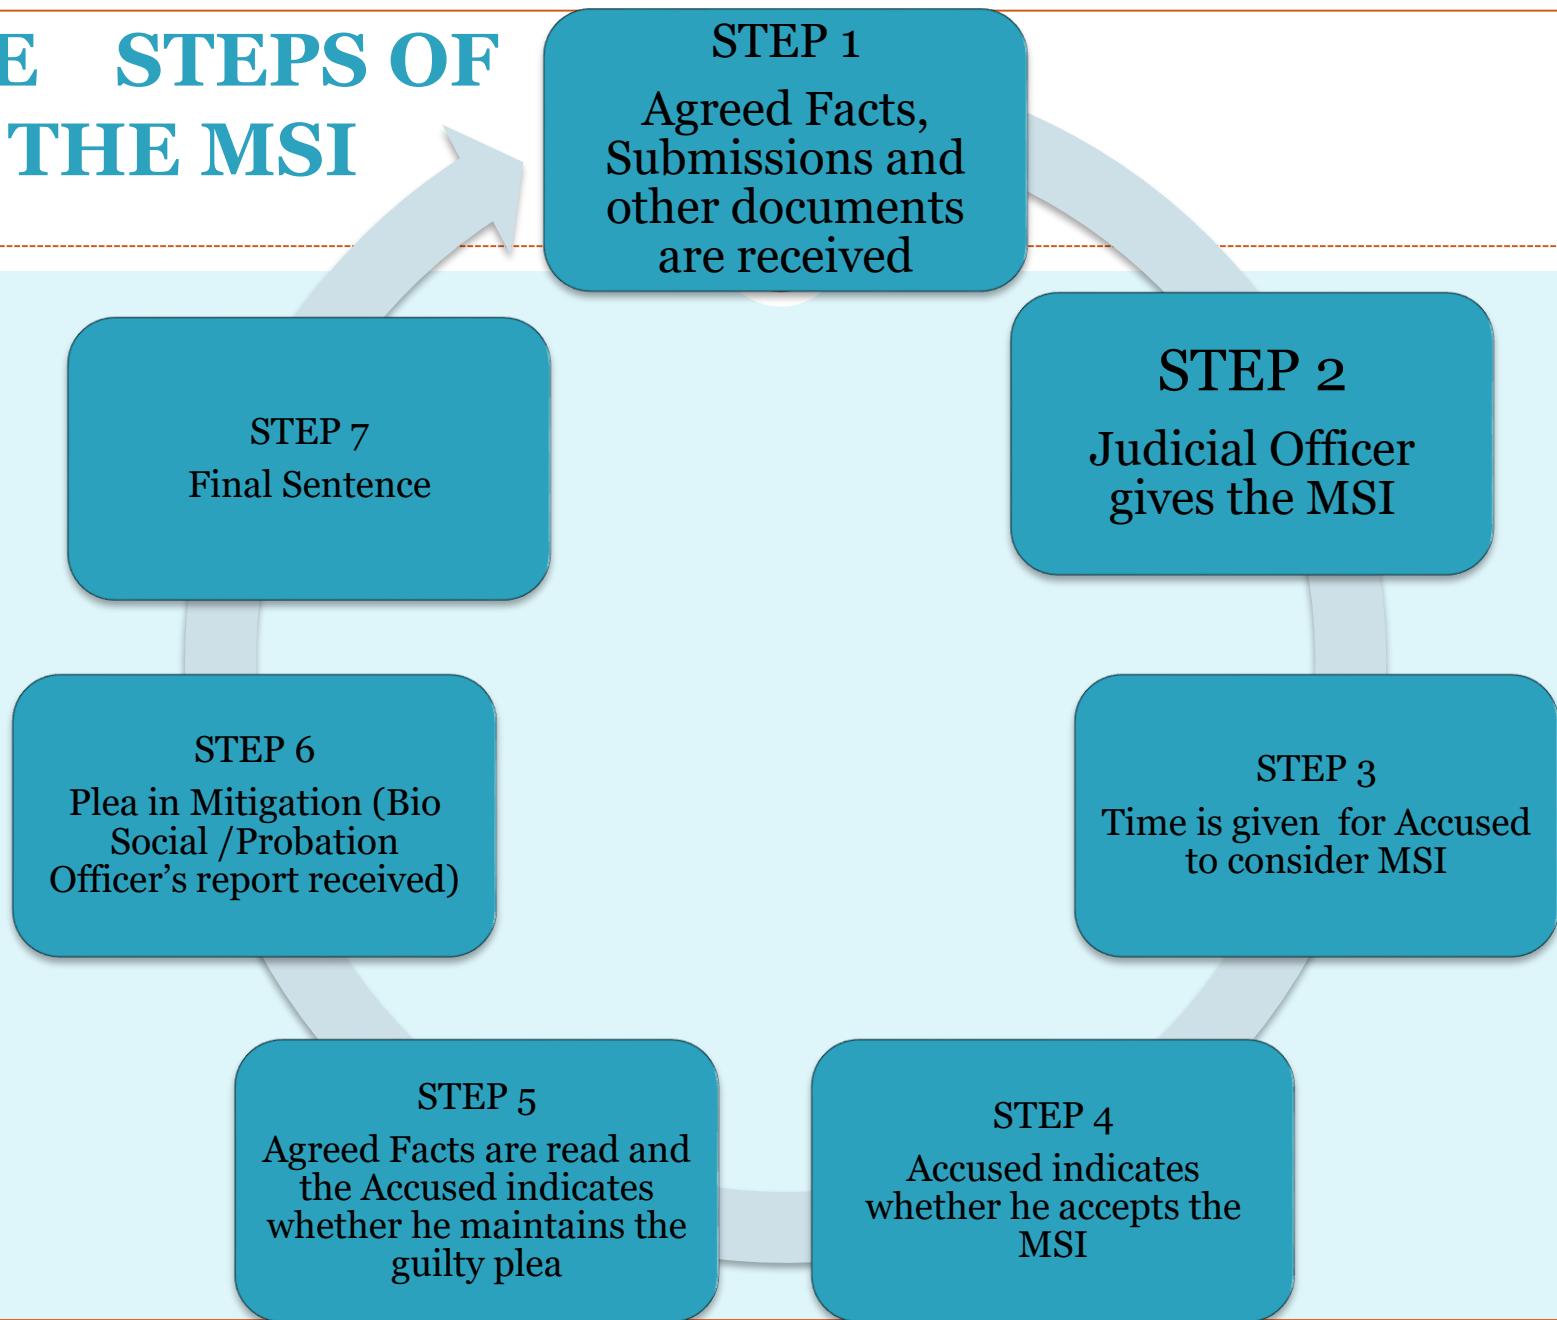 E STEPS OF
THE MSI
STEP 1
Agreed Facts,
Submissions and
other documents
are received
STEP 2
Judicial Officer
gives the MSI
STEP 3
Time is given for Accused
to consider MSI
STEP 4
Accused indicates
whether he accepts the
MSI
STEP 5
Agreed Facts are read and
the Accused indicates
whether he maintains the
guilty plea
STEP 6
Plea in Mitigation (Bio
Social /Probation
Officer’s report received)
STEP 7
Final Sentence